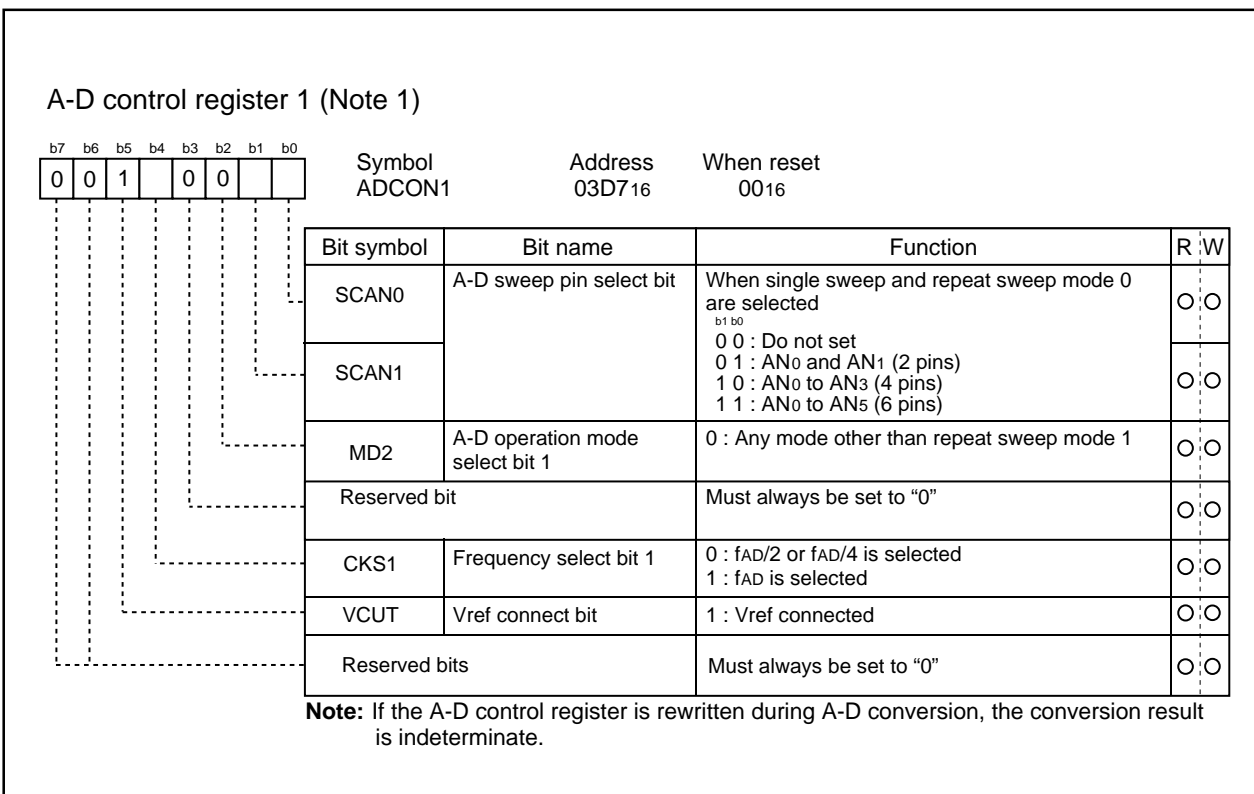 A-D control register 1 (Note 1)
b7 b6 b5 b4 b3 b2 b1 b0
0 0 1 0 0
Symbol Address When reset
ADCON1 03D716 0016
Bit symbol Bit name Function R W
SCAN0 A-D sweep pin select bit When single sweep and repeat sweep mode 0
are selected
b1 b0
0 0 : Do not set
0 1 : AN0 and AN1 (2 pins)
SCAN1
1 0 : AN0 to AN3 (4 pins)
1 1 : AN0 to AN5 (6 pins)
MD2 A-D operation mode
select bit 1
0 : Any mode other than repeat sweep mode 1
Reserved bit Must always be set to “0”
CKS1 Frequency select bit 1 0 : fAD/2 or fAD/4 is selected
1 : fAD is selected
VCUT Vref connect bit 1 : Vref connected
Reserved bits Must always be set to “0”
Note: If the A-D control register is rewritten during A-D conversion, the conversion result
is indeterminate.